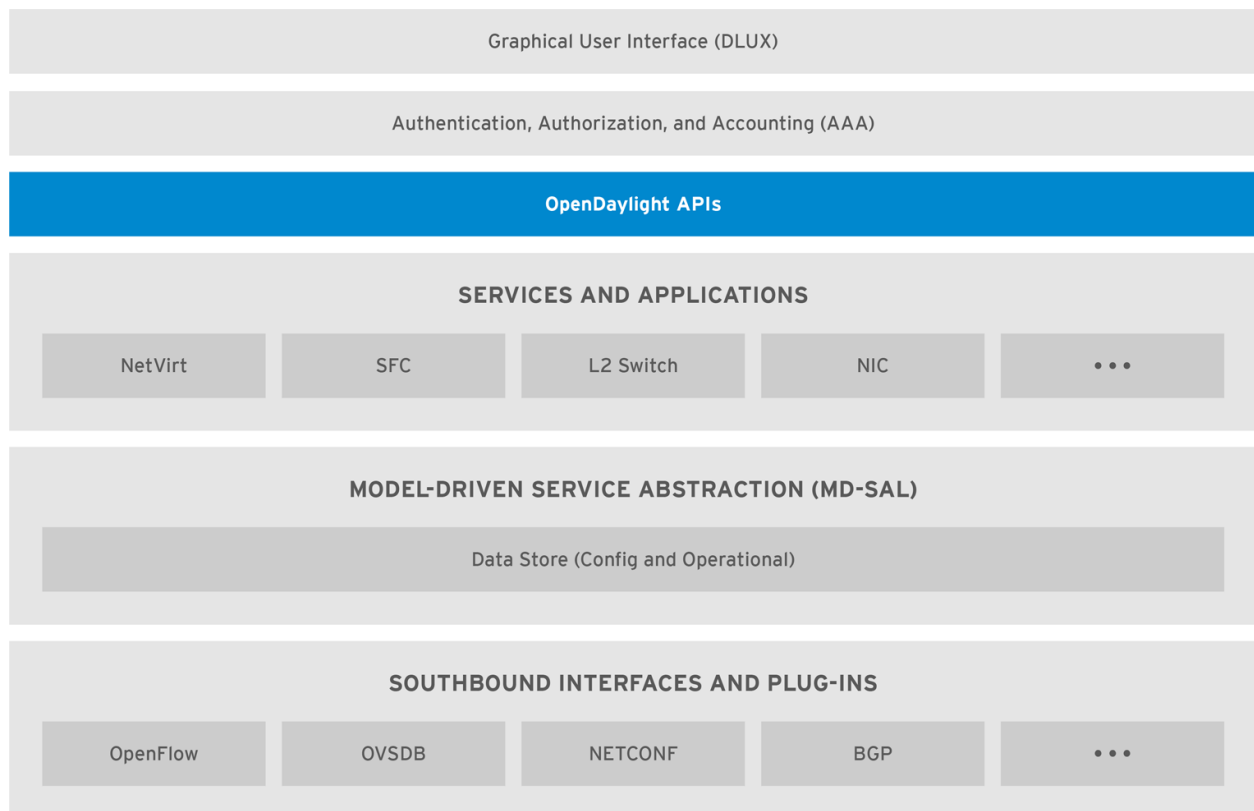 Graphical User Interface (DLUX)
Authentication, Authorization, and Accounting (AAA)
OpenDaylight APIs
SERVICES AND APPLICATIONS
NetVirt
SFC
L2 Switch
NIC
•••
MODEL-DRIVEN SERVICE ABSTRACTION (MD-SAL)
Data Store (Config and Operational)
SOUTHBOUND INTERFACES AND PLUG-INS
OpenFlow
OVSDB
NETCONF
BGP
•••